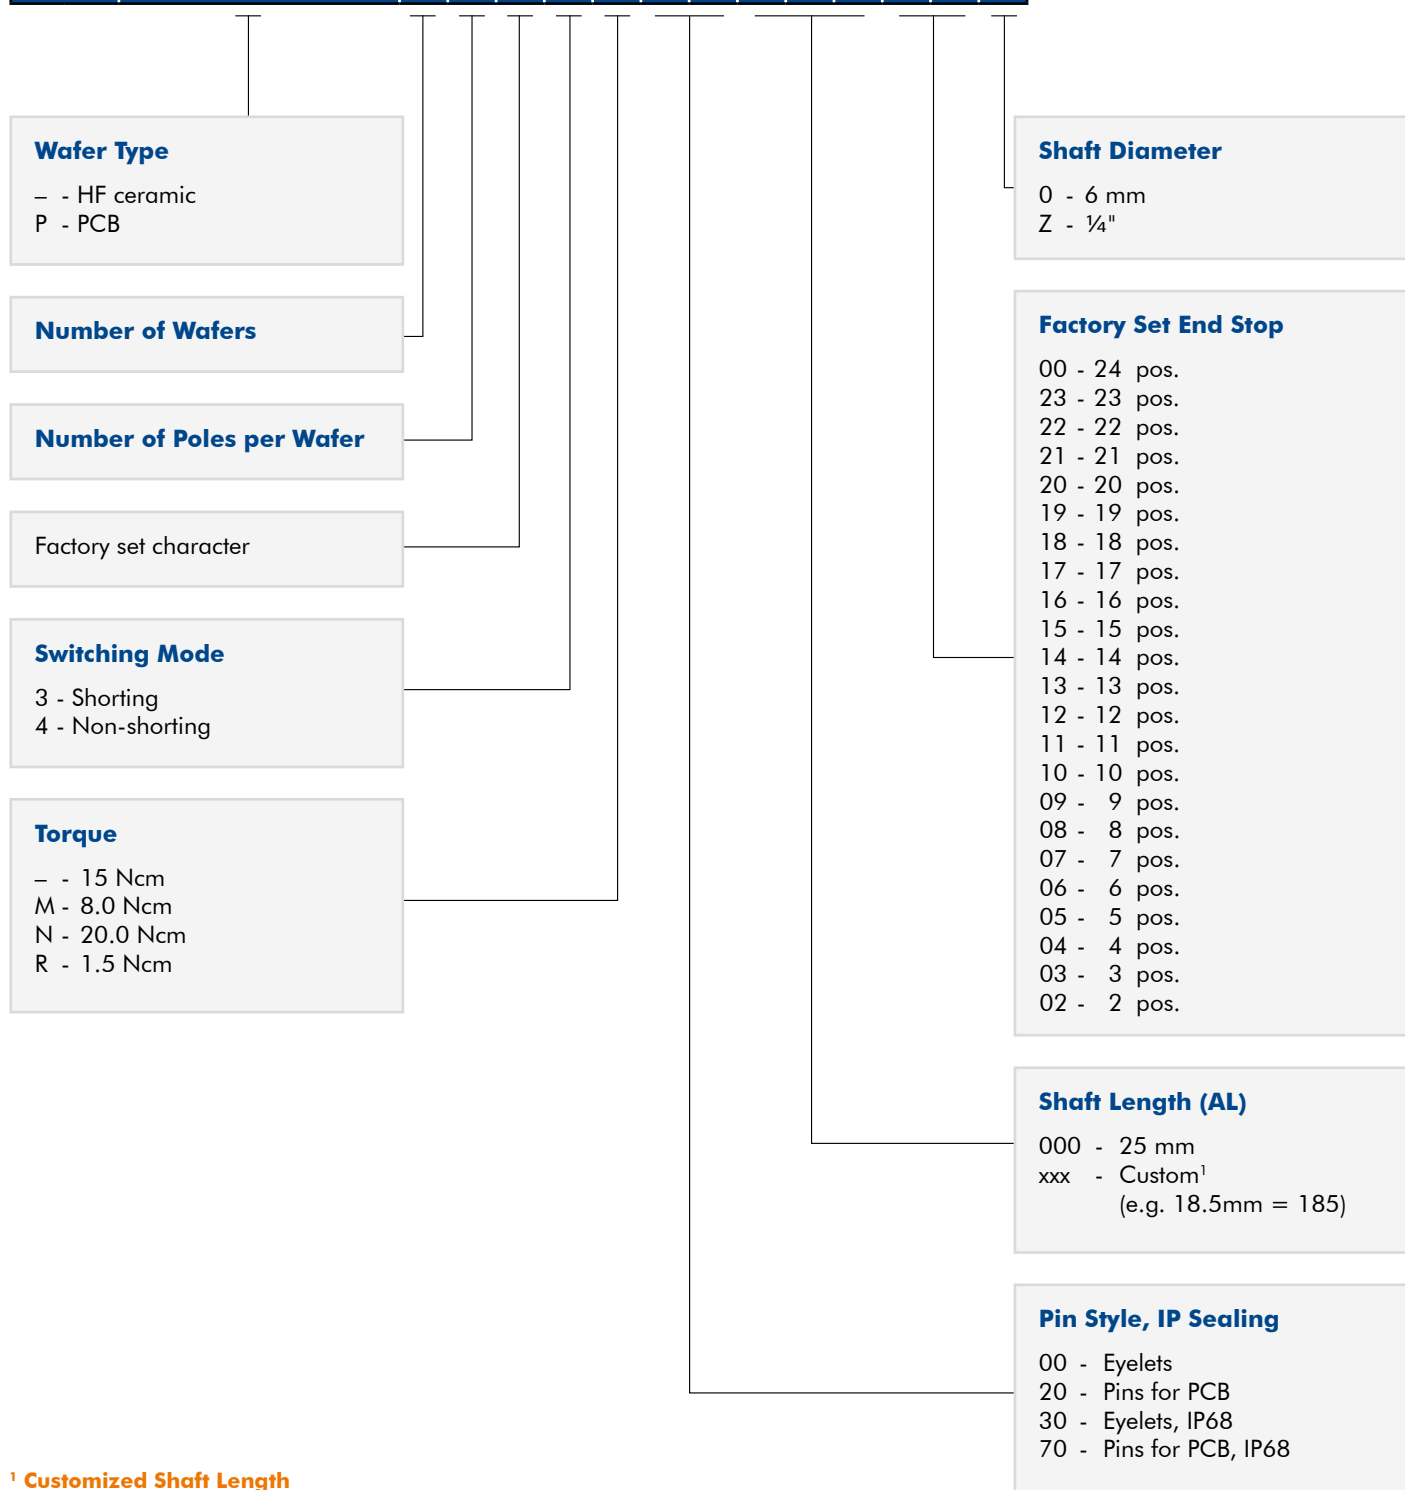 Wafer Type
– - HF ceramic
P - PCB
Number of Wafers
Number of Poles per Wafer
Factory set character
Switching Mode
3 - Shorting
4 - Non-shorting
Torque
– - 15 Ncm
M - 8.0 Ncm
N - 20.0 Ncm
R - 1.5 Ncm
Shaft Diameter
0 - 6 mm
Z - ¼"
Factory Set End Stop
00 - 24 pos.
23 - 23 pos.
22 - 22 pos.
21 - 21 pos.
20 - 20 pos.
19 - 19 pos.
18 - 18 pos.
17 - 17 pos.
16 - 16 pos.
15 - 15 pos.
14 - 14 pos.
13 - 13 pos.
12 - 12 pos.
11 - 11 pos.
10 - 10 pos.
09 - 9 pos.
08 - 8 pos.
07 - 7 pos.
06 - 6 pos.
05 - 5 pos.
04 - 4 pos.
03 - 3 pos.
02 - 2 pos.
Shaft Length (AL)
000 - 25 mm
xxx - Custom¹
(e.g. 18.5mm = 185)
Pin Style, IP Sealing
00 - Eyelets
20 - Pins for PCB
30 - Eyelets, IP68
70 - Pins for PCB, IP68
¹ Customized Shaft Length